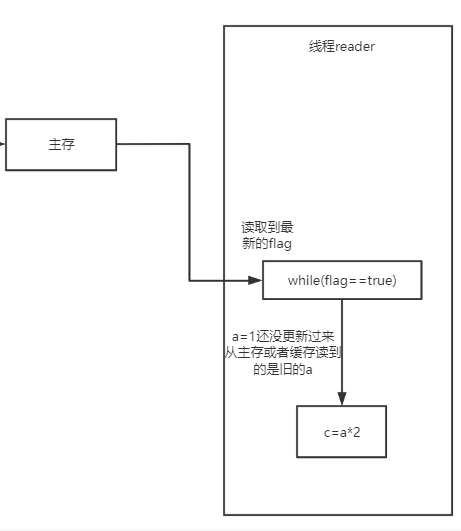 线程reader
主存
读取到最
新的flag
while(flag==true)
a=1还没更新过来
从主存或者缓存读到
的是旧的a
c=a*2